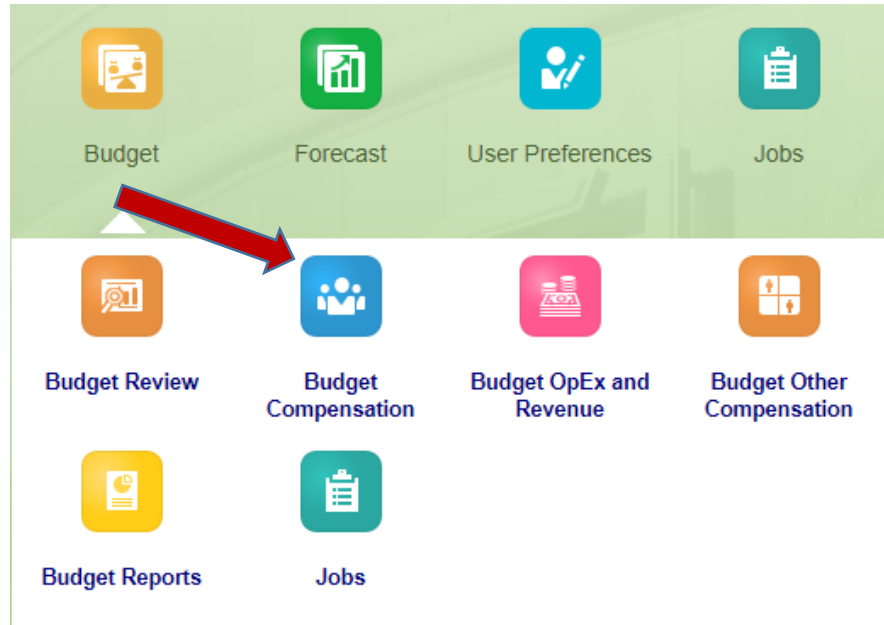 Budget
Forecast
User Preferences
Jobs
Budget Review
Budget
Compensation
Budget OpEx and
Revenue
Budget Other
Compensation
Budget Reports
Jobs